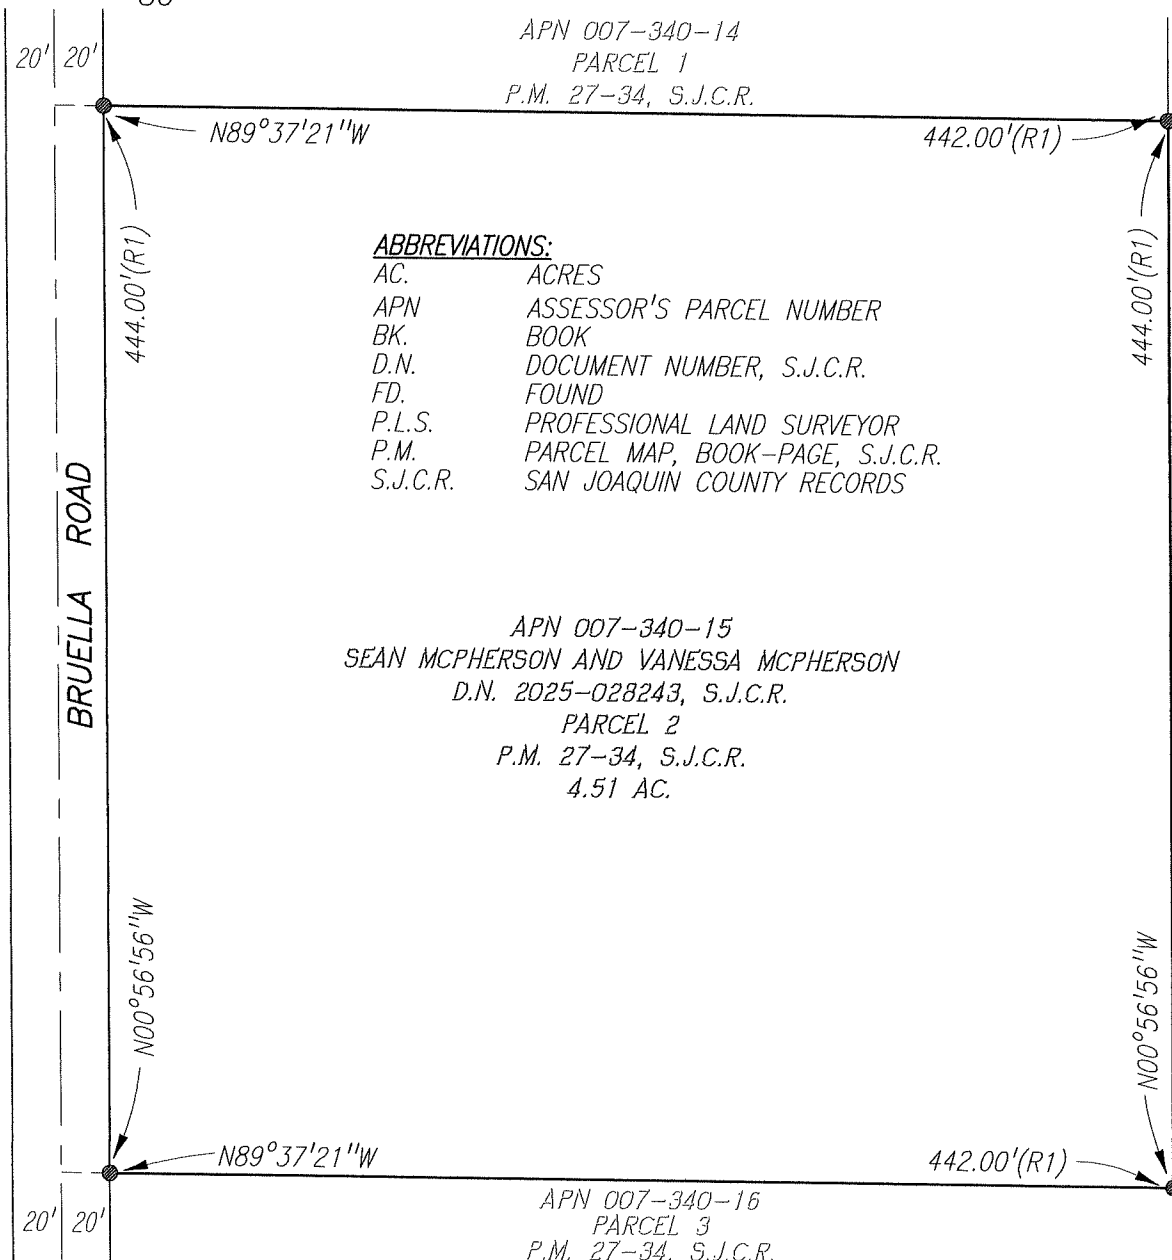 APN 007-340-14
20' 20'
PARCEL 1
P.M. 27-34, S.J.C.R.
N89°37'21"W
442.00'(R1)
444.00'(R1)
444.00'(R1)
ABBREVIATIONS:
AC. ACRES
APN ASSESSOR'S PARCEL NUMBER
BK. BOOK
D.N. DOCUMENT NUMBER, S.J.C.R.
FD. FOUND
P.L.S. PROFESSIONAL LAND SURVEYOR
P.M. PARCEL MAP, BOOK-PAGE, S.J.C.R.
S.J.C.R. SAN JOAQUIN COUNTY RECORDS
BRUELLA ROAD
APN 007-340-15
SEAN MCPHERSON AND VANESSA MCPHERSON
D.N. 2025-028243, S.J.C.R.
PARCEL 2
P.M. 27-34, S.J.C.R.
4.51 AC.
N00°56'56"W
N00°56'56"W
N89°37'21"W
442.00'(R1)
APN 007-340-16
20' 20'
PARCEL 3
P.M. 27-34, S.J.C.R.